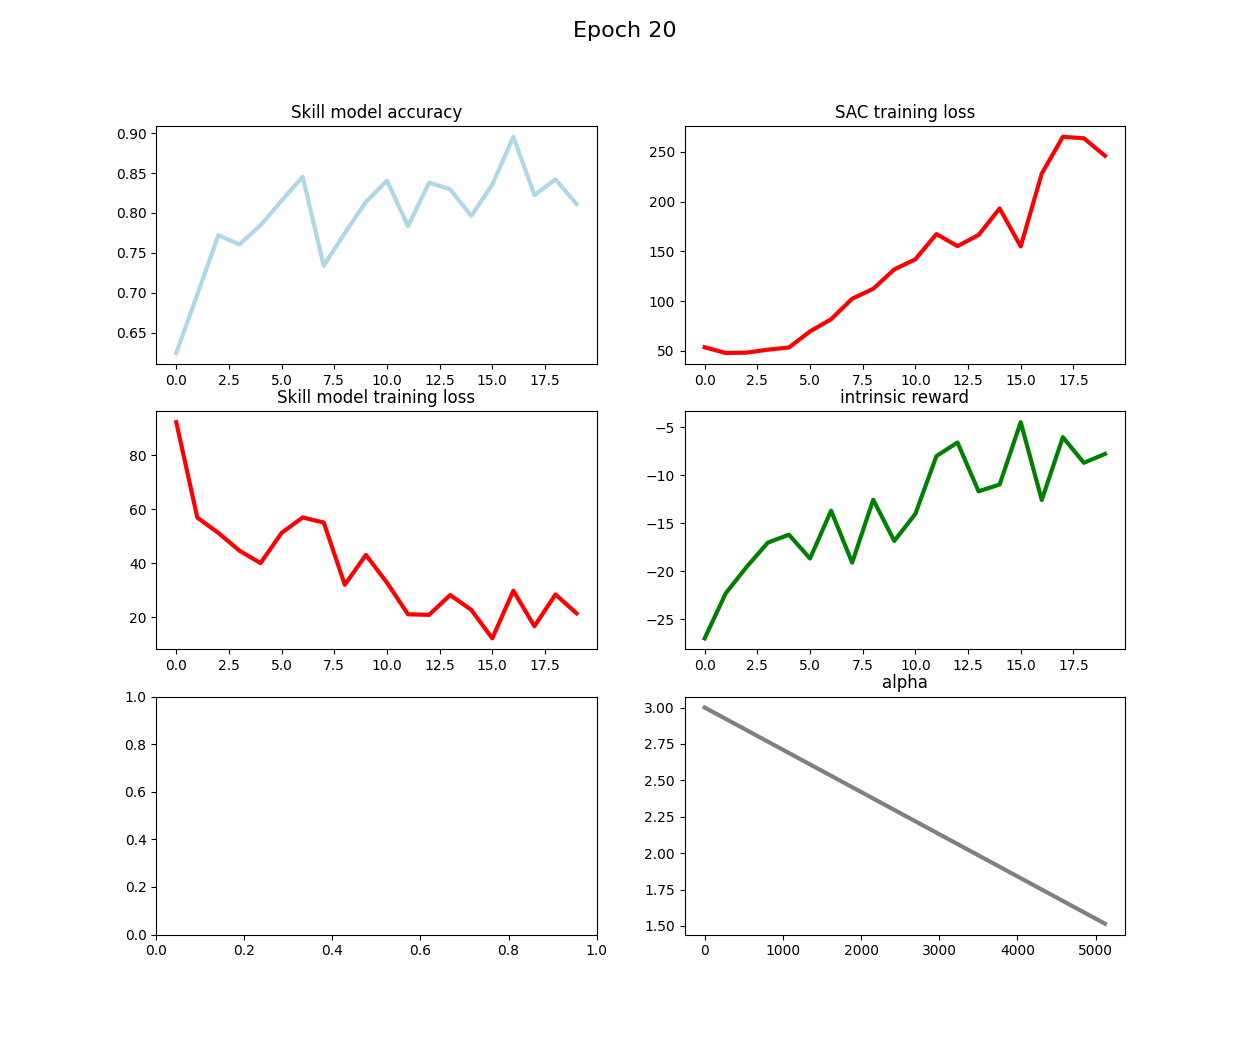 Epoch 20
Skill model accuracy
0.90
0.85
0.80
0.75
0.70
0.65
0.0 2.5 5.0 7.5 10.0 12.5 15.0 17.5
SAC training loss
250
200
150
100
50
0.0 2.5 5.0 7.5 10.0 12.5 15.0 17.5
Skill model training loss
80
60
40
20
0.0 2.5 5.0 7.5 10.0 12.5 15.0 17.5
intrinsic reward
−5
−10
−15
−20
−25
0.0 2.5 5.0 7.5 10.0 12.5 15.0 17.5
1.0
0.8
0.6
0.4
0.2
0.0
0.0 0.2 0.4 0.6 0.8 1.0
alpha
3.00
2.75
2.50
2.25
2.00
1.75
1.50
0 1000 2000 3000 4000 5000